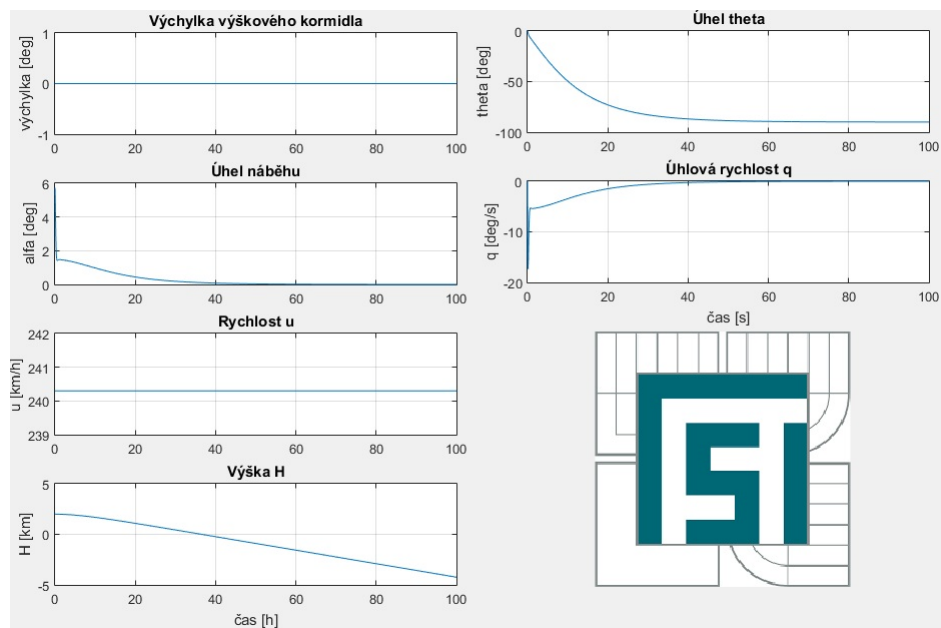 Výchylka výškového kormidla
výchylka [deg]
1
0
-1
0 20 40 60 80 100
Úhel náběhu
alfa [deg]
6
4
2
0
0 20 40 60 80 100
Rychlost u
u [km/h]
242
241
240
239
0 20 40 60 80 100
Výška H
H [km]
5
0
-5
0 20 40 60 80 100
čas [h]
Úhel theta
theta [deg]
0
-50
-100
0 20 40 60 80 100
Úhlová rychlost q
q [deg/s]
0
-10
-20
0 20 40 60 80 100
čas [s]
FSI